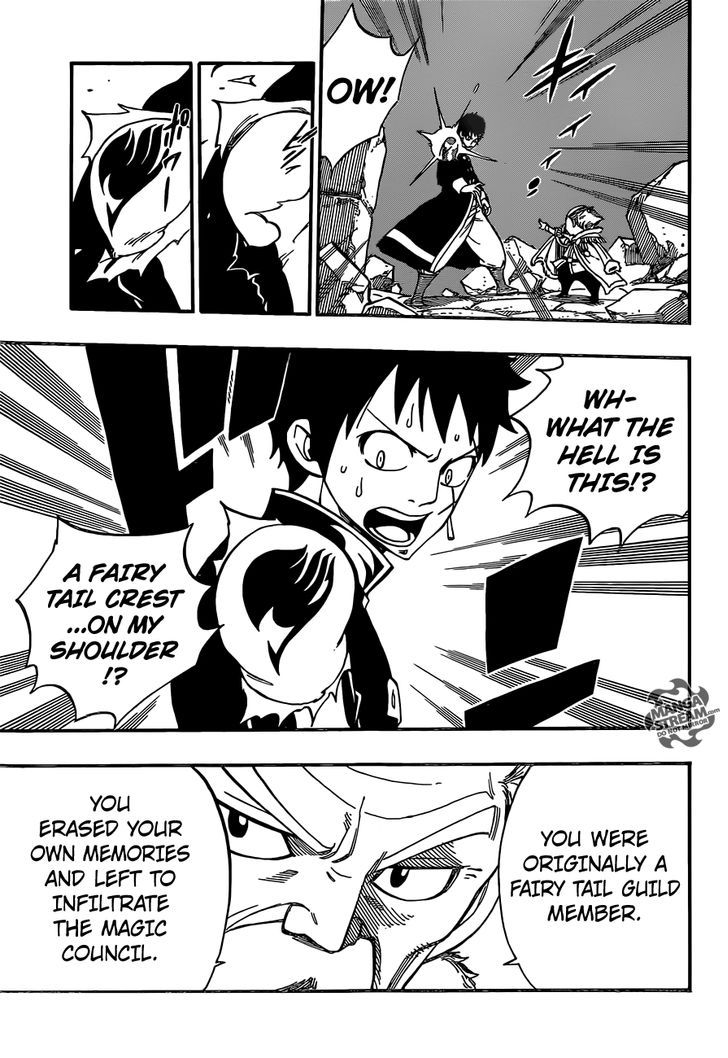 OW!
WH-
WHAT THE
HELL IS
THIS!?
A FAIRY
TAIL CREST
...ON MY
SHOULDER
!?
MANGA
STREAM.com
DO NOT MIRROR
YOU WERE
ORIGINALLY A
FAIRY TAIL GUILD
MEMBER.
YOU
ERASED YOUR
OWN MEMORIES
AND LEFT TO
INFILTRATE
THE MAGIC
COUNCIL.